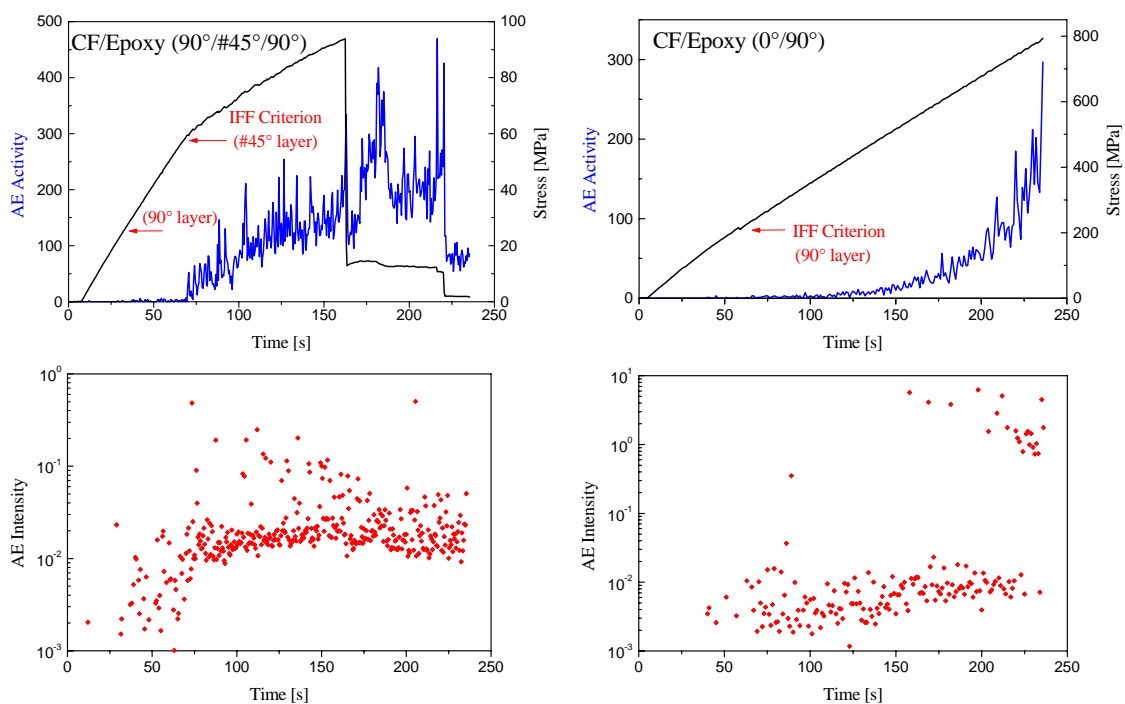 CF/Epoxy (90°/#45°/90°)
500
400
300
200
100
0
AE Activity
IFF Criterion
(#45° layer)
(90° layer)
100
80
60
40
20
0
Stress [MPa]
0 50 100 150 200 250
Time [s]
CF/Epoxy (0°/90°)
300
200
100
0
AE Activity
IFF Criterion
(90° layer)
800
600
400
200
0
Stress [MPa]
0 50 100 150 200 250
Time [s]
10⁰
10⁻¹
10⁻²
10⁻³
AE Intensity
0 50 100 150 200 250
Time [s]
10¹
10⁰
10⁻¹
10⁻²
10⁻³
AE Intensity
0 50 100 150 200 250
Time [s]